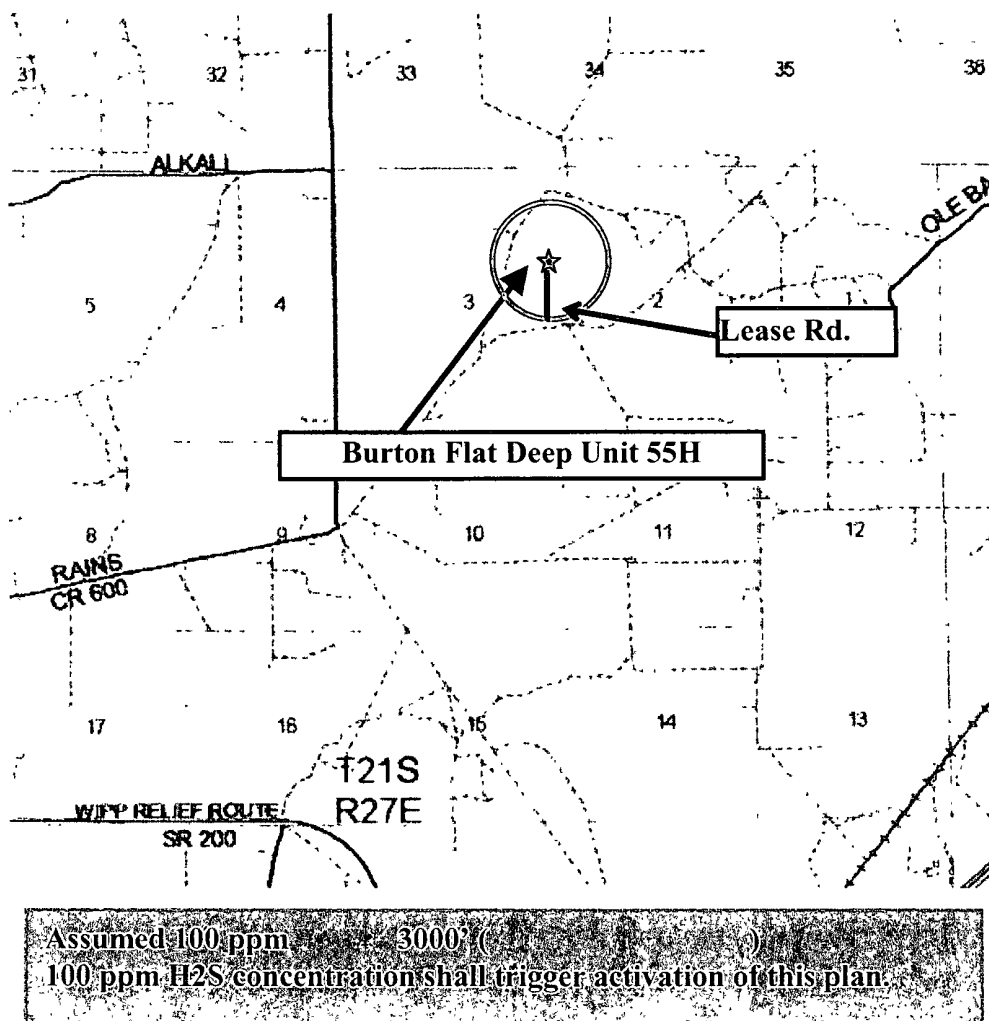 31 32 33 34 35 36
ALKALI
OLE BA
5 4 3 2 1
Lease Rd.
Burton Flat Deep Unit 55H
8 9 10 11 12
RAINS
CR 600
17 16 15 14 13
T21S
R27E
WIPP RELIEF ROUTE
SR 200
Assumed 100 ppm 3000' ( )
100 ppm H2S concentration shall trigger activation of this plan.